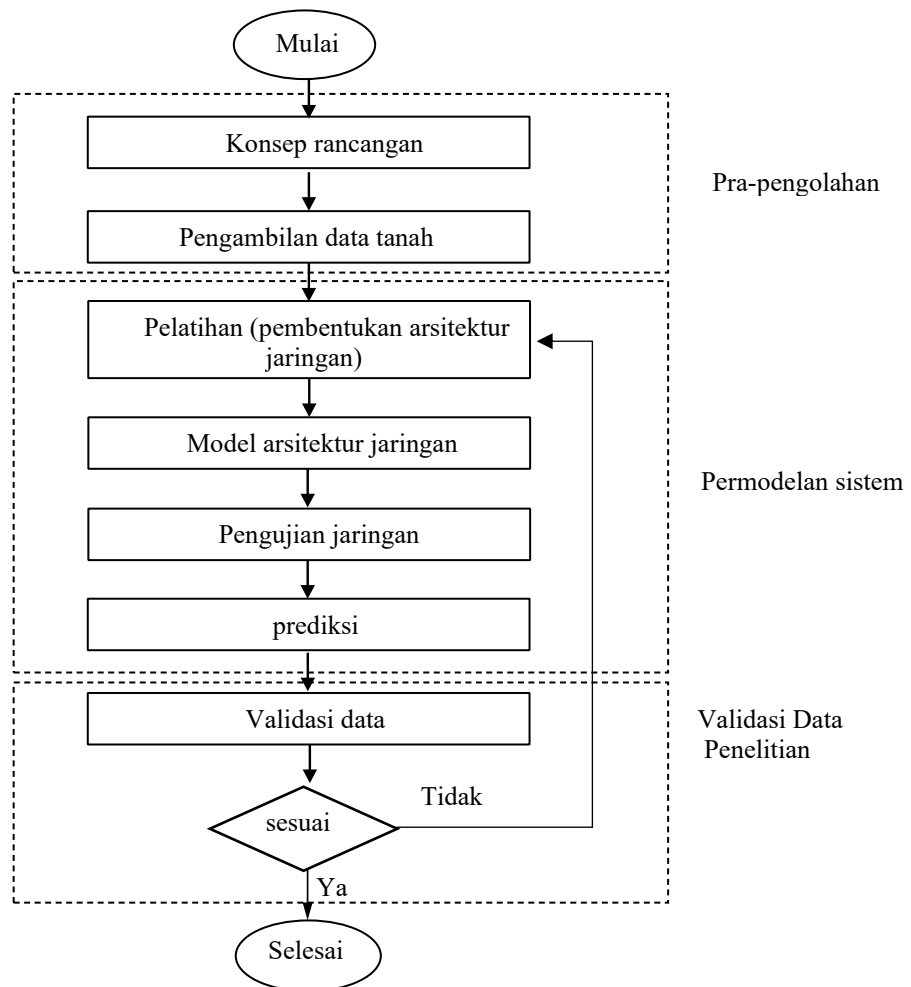 Mulai
Konsep rancangan
Pra-pengolahan
Pengambilan data tanah
Pelatihan (pembentukan arsitektur
jaringan)
Model arsitektur jaringan
Permodelan sistem
Pengujian jaringan
prediksi
Validasi data
Validasi Data
Penelitian
Tidak
sesuai
Ya
Selesai